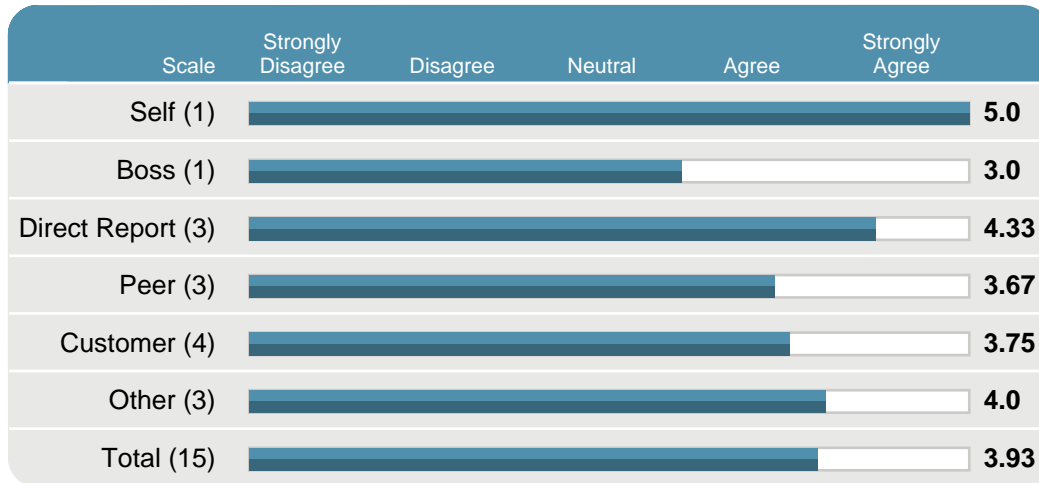 Scale Strongly Disagree Disagree Neutral Agree Strongly Agree
Self (1) 5.0
Boss (1) 3.0
Direct Report (3) 4.33
Peer (3) 3.67
Customer (4) 3.75
Other (3) 4.0
Total (15) 3.93